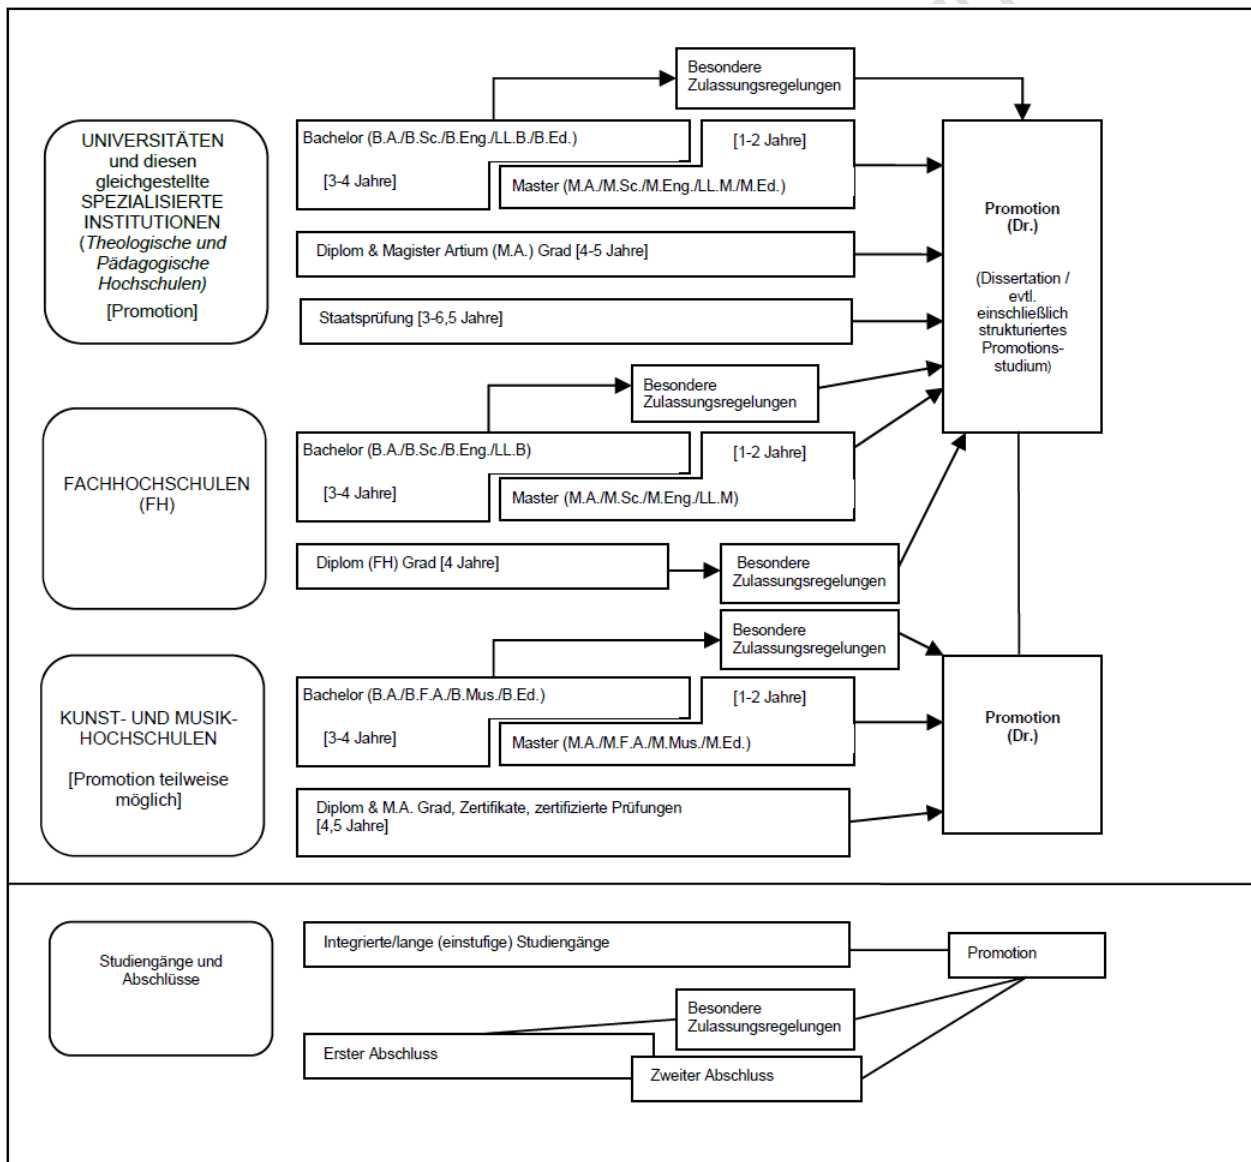 Besondere
Zulassungsregelungen
UNIVERSITÄTEN
und diesen
gleichgestellte
SPEZIALISIERTE
INSTITUTIONEN
(Theologische und
Pädagogische
Hochschulen)
[Promotion]
Bachelor (B.A./B.Sc./B.Eng./LL.B./B.Ed.)
[3-4 Jahre]
[1-2 Jahre]
Master (M.A./M.Sc./M.Eng./LL.M./M.Ed.)
Diplom & Magister Artium (M.A.) Grad [4-5 Jahre]
Staatsprüfung [3-6,5 Jahre]
Promotion
(Dr.)
(Dissertation /
evtl.
einschließlich
strukturiertes
Promotions-
studium)
Besondere
Zulassungsregelungen
FACHHOCHSCHULEN
(FH)
Bachelor (B.A./B.Sc./B.Eng./LL.B)
[3-4 Jahre]
[1-2 Jahre]
Master (M.A./M.Sc./M.Eng./LL.M)
Diplom (FH) Grad [4 Jahre]
Besondere
Zulassungsregelungen
Besondere
Zulassungsregelungen
KUNST- UND MUSIK-
HOCHSCHULEN
[Promotion teilweise
möglich]
Bachelor (B.A./B.F.A./B.Mus./B.Ed.)
[3-4 Jahre]
[1-2 Jahre]
Master (M.A./M.F.A./M.Mus./M.Ed.)
Diplom & M.A. Grad, Zertifikate, zertifizierte Prüfungen
[4,5 Jahre]
Promotion
(Dr.)
Studiengänge und
Abschlüsse
Integrierte/lange (einstufige) Studiengänge
Promotion
Besondere
Zulassungsregelungen
Erster Abschluss
Zweiter Abschluss